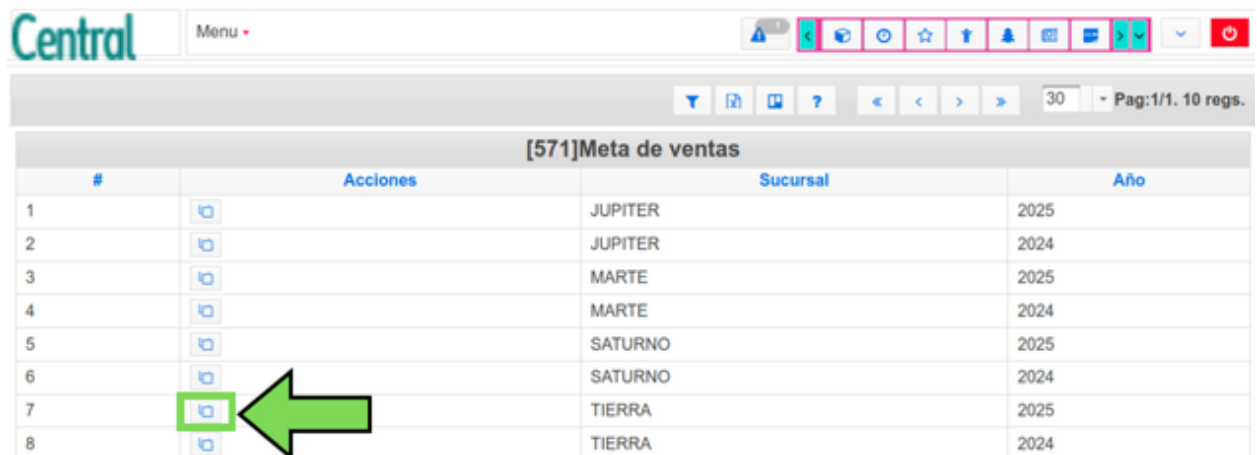 Central Menu 1
? 30 Pag:1/1. 10 regs.
[571]Meta de ventas
# Acciones Sucursal Año
1 JUPITER 2025
2 JUPITER 2024
3 MARTE 2025
4 MARTE 2024
5 SATURNO 2025
6 SATURNO 2024
7 TIERRA 2025
8 TIERRA 2024